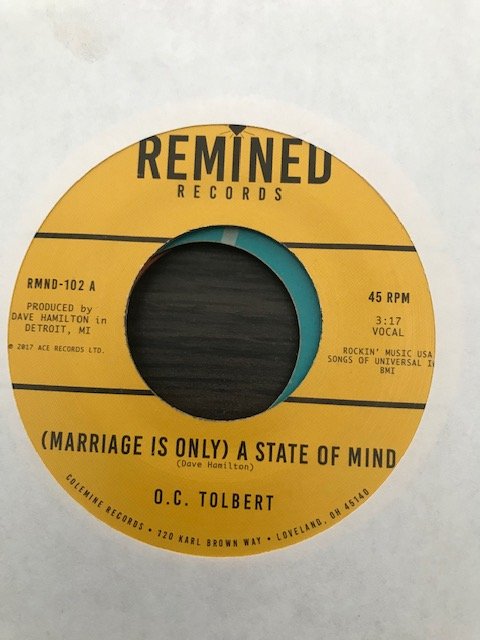 REMINED
RECORDS
RMND-102 A
PRODUCED by
DAVE HAMILTON in
DETROIT, MI
℗ 2017 ACE RECORDS LTD.
45 RPM
3:17
VOCAL
ROCKIN' MUSIC USA
SONGS OF UNIVERSAL I
BMI
(MARRIAGE IS ONLY) A STATE OF MIND
(Dave Hamilton)
O.C. TOLBERT
COLEMINE RECORDS • 120 KARL BROWN WAY • LOVELAND, OH 45140